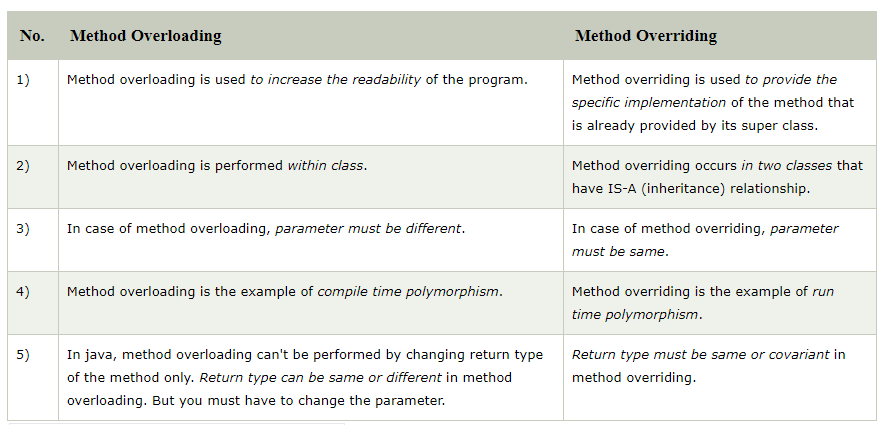 No. Method Overloading Method Overriding
1) Method overloading is used to increase the readability of the program. Method overriding is used to provide the
specific implementation of the method that
is already provided by its super class.
2) Method overloading is performed within class. Method overriding occurs in two classes that
have IS-A (inheritance) relationship.
3) In case of method overloading, parameter must be different. In case of method overriding, parameter
must be same.
4) Method overloading is the example of compile time polymorphism. Method overriding is the example of run
time polymorphism.
5) In java, method overloading can't be performed by changing return type
of the method only. Return type can be same or different in method
overloading. But you must have to change the parameter.
Return type must be same or covariant in
method overriding.